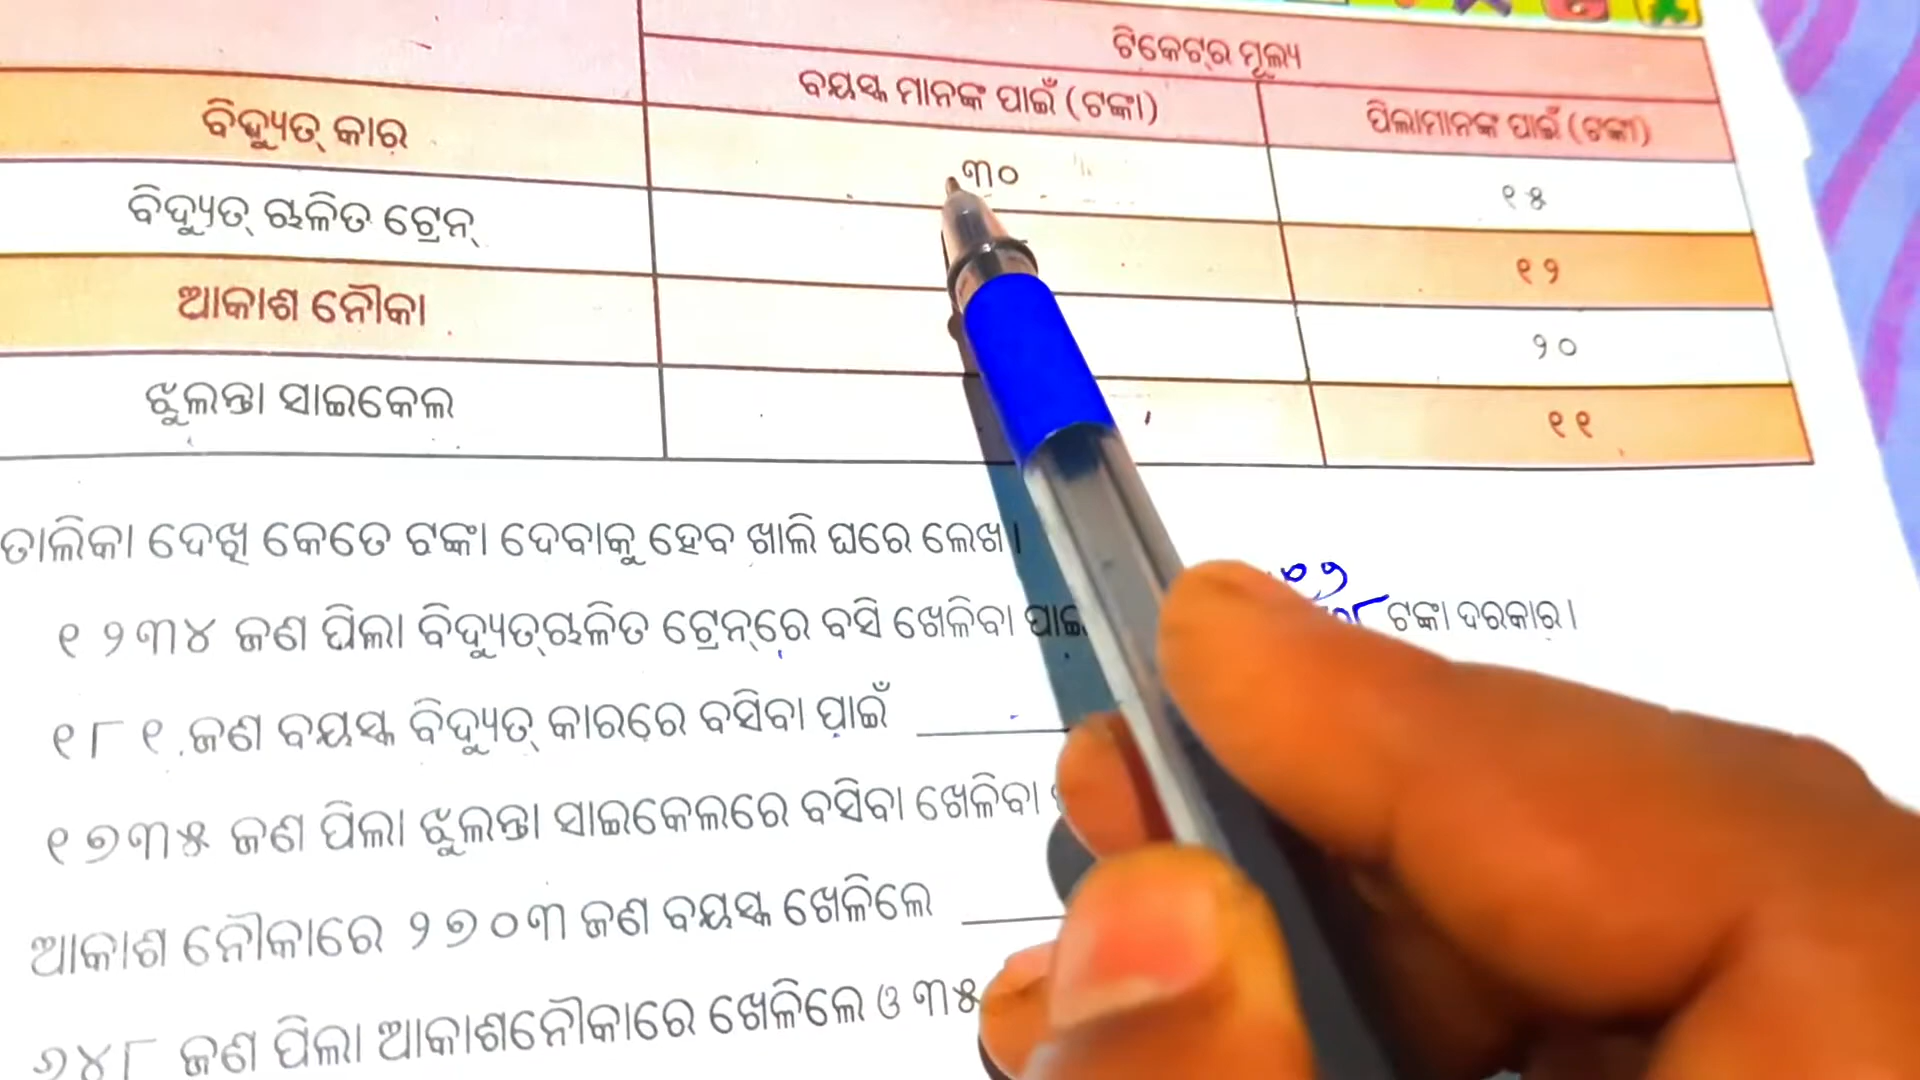 ଟିକେଟ୍‌ର ମୂଲ୍ୟ
ବୟସ୍କ ମାନଙ୍କ ପାଇଁ (ଟଙ୍କା) ପିଲାମାନଙ୍କ ପାଇଁ (ଟଙ୍କା)
ବିଦ୍ୟୁତ୍ କାର ୩୦ ୧୫
ବିଦ୍ୟୁତ୍ ଚାଳିତ ଟ୍ରେନ୍ ୧୨
ଆକାଶ ନୌକା ୨୦
ଝୁଲନ୍ତା ସାଇକେଲ ୧୧
ତାଲିକା ଦେଖି କେତେ ଟଙ୍କା ଦେବାକୁ ହେବ ଖାଲି ଘରେ ଲେଖ।
୧୨୩୪ ଜଣ ପିଲା ବିଦ୍ୟୁତ୍‌ଚାଳିତ ଟ୍ରେନ୍‌ରେ ବସି ଖେଳିବା ଟଙ୍କା ଦରକାର।
୧୮୧ ଜଣ ବୟସ୍କ ବିଦ୍ୟୁତ୍ କାରରେ ବସିବା ପାଇଁ
୧୭୩୫ ଜଣ ପିଲା ଝୁଲନ୍ତା ସାଇକେଲରେ ବସିବା ଖେଳିବା
ଆକାଶ ନୌକାରେ ୨୭୦୩ ଜଣ ବୟସ୍କ ଖେଳିଲେ
୬୪୮ ଜଣ ପିଲା ଆକାଶନୌକାରେ ଖେଳିଲେ ଓ ୩୫